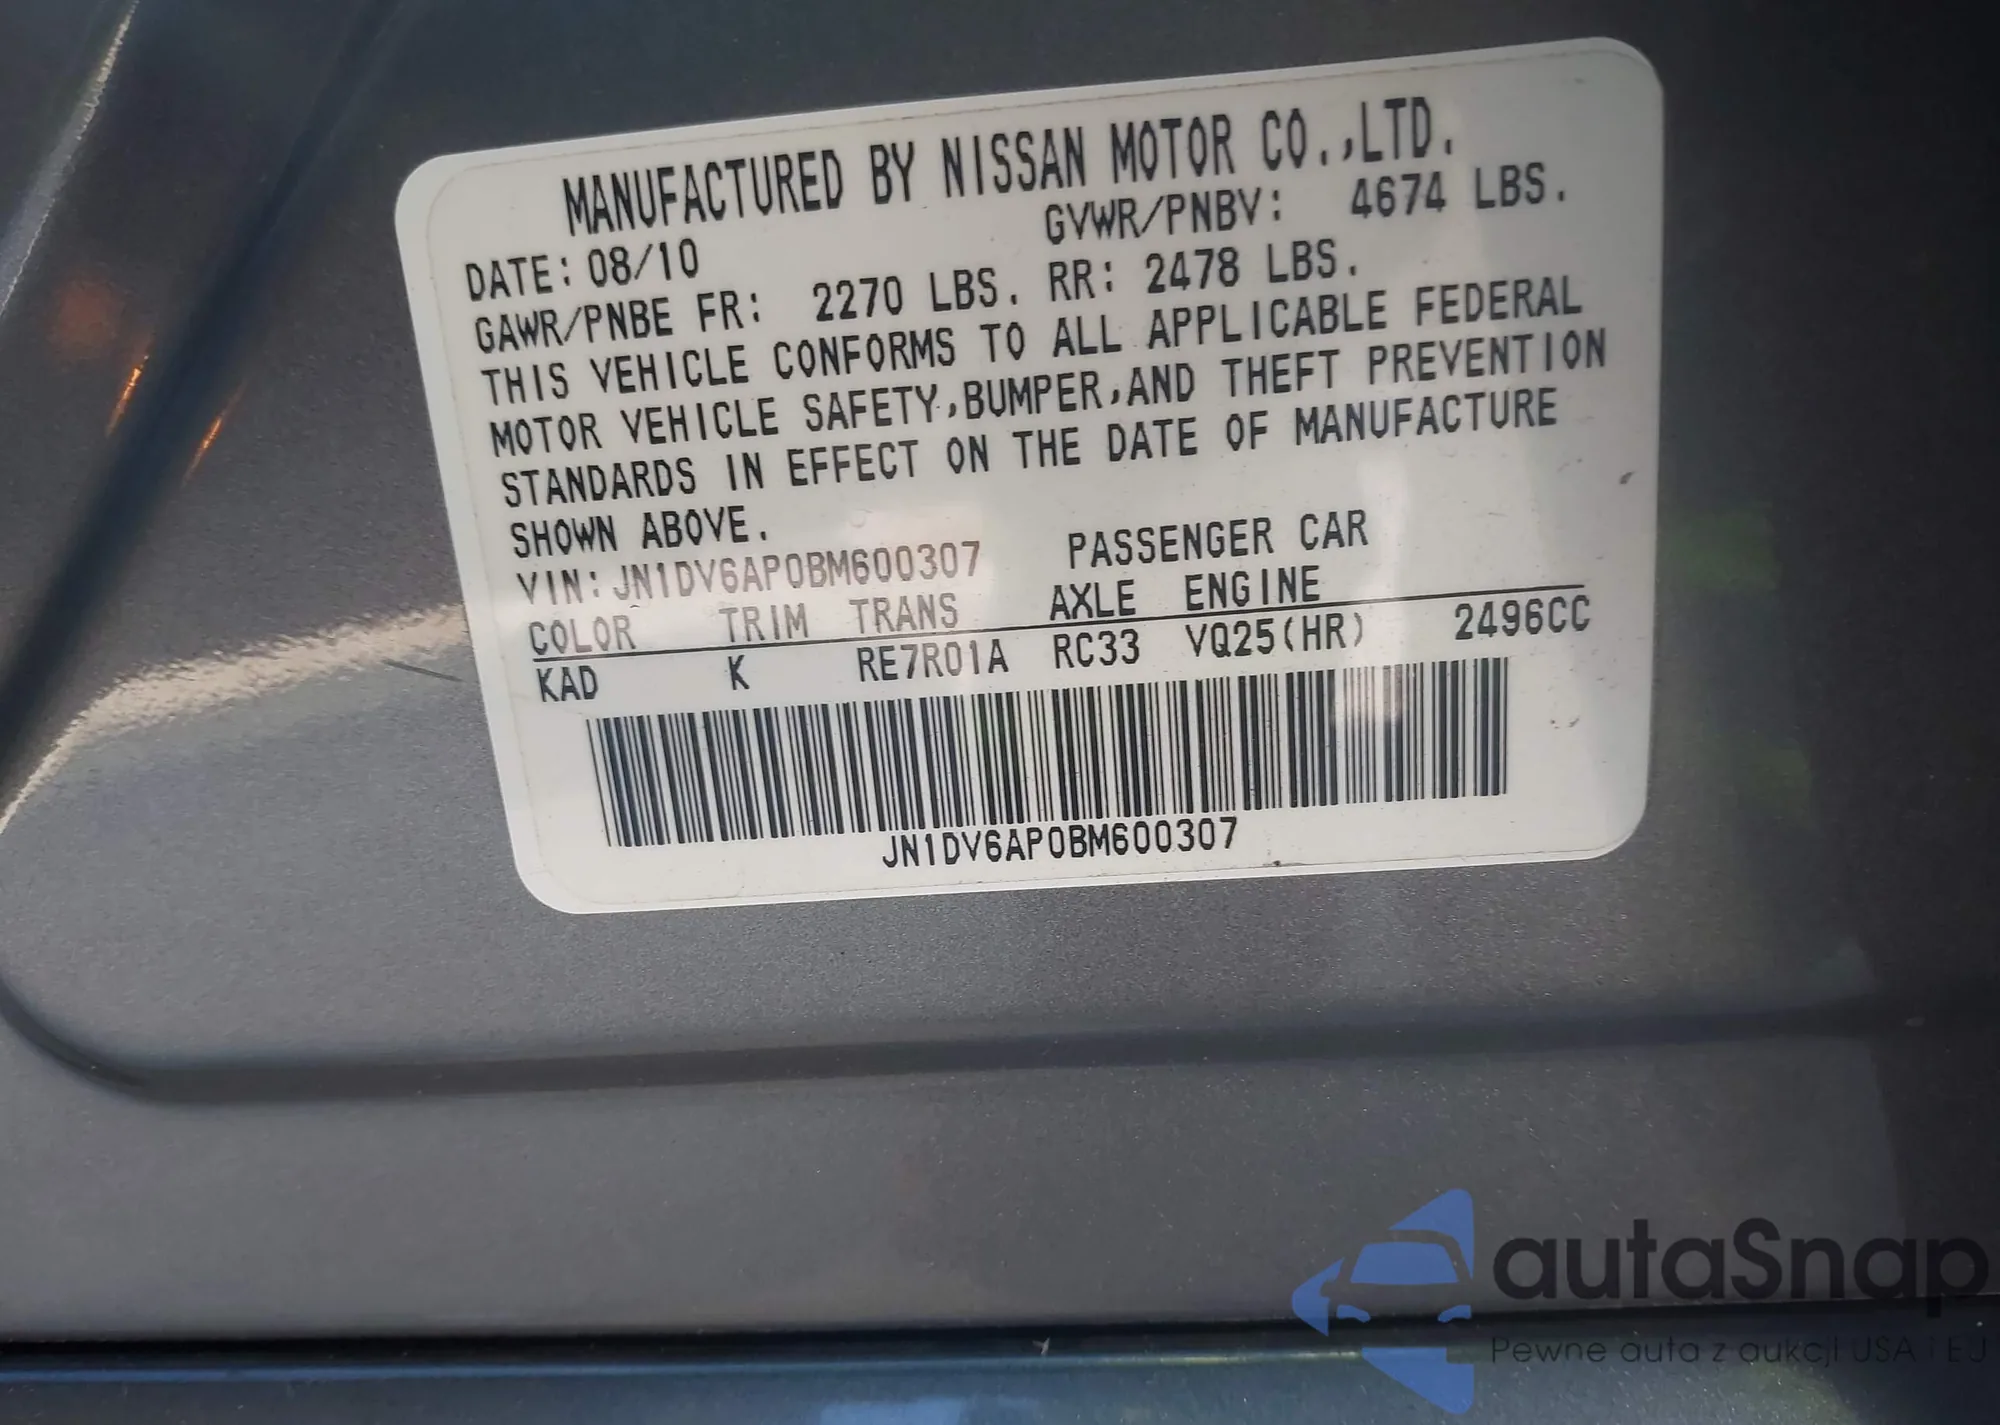 MANUFACTURED BY NISSAN MOTOR CO.,LTD.
DATE: 08/10 GVWR/PNBV: 4674 LBS.
GAWR/PNBE FR: 2270 LBS. RR: 2478 LBS.
THIS VEHICLE CONFORMS TO ALL APPLICABLE FEDERAL
MOTOR VEHICLE SAFETY,BUMPER,AND THEFT PREVENTION
STANDARDS IN EFFECT ON THE DATE OF MANUFACTURE
SHOWN ABOVE.
VIN: JN1DV6AP0BM600307 PASSENGER CAR
COLOR TRIM TRANS AXLE ENGINE
KAD K RE7R01A RC33 VQ25(HR) 2496CC
JN1DV6AP0BM600307
autaSnap
Pewne auta z aukcji USA i EU